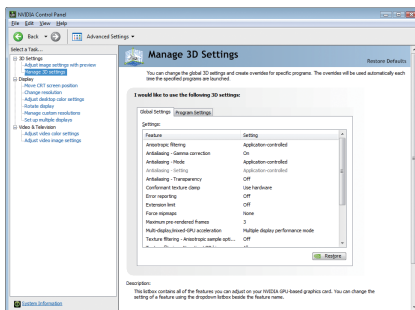 NVIDIA Control Panel
File Edit View Help
Back Advanced Settings
Select a Task...
3D Settings
Adjust image settings with preview
Manage 3D settings
Display
Move CRT screen position
Change resolution
Adjust desktop color settings
Rotate display
Manage custom resolutions
Set up multiple displays
Video & Television
Adjust video color settings
Adjust video image settings
System Information
Manage 3D Settings
Restore Defaults
You can change the global 3D settings and create overrides for specific programs. The overrides will be used automatically each
time the specified programs are launched.
I would like to use the following 3D settings:
Global Settings Program Settings
Settings:
Feature Setting
Anisotropic filtering Application-controlled
Antialiasing - Gamma correction On
Antialiasing - Mode Application-controlled
Antialiasing - Setting Application-controlled
Antialiasing - Transparency Off
Conformant texture clamp Use hardware
Error reporting Off
Extension limit Off
Force mipmaps None
Maximum pre-rendered frames 3
Multi-display/mixed-GPU acceleration Multiple display performance mode
Texture filtering - Anisotropic sample opti... Off
Restore
Description:
This listbox contains all of the features you can adjust on your NVIDIA GPU-based graphics card. You can change the
setting of a feature using the dropdown listbox beside the feature name.